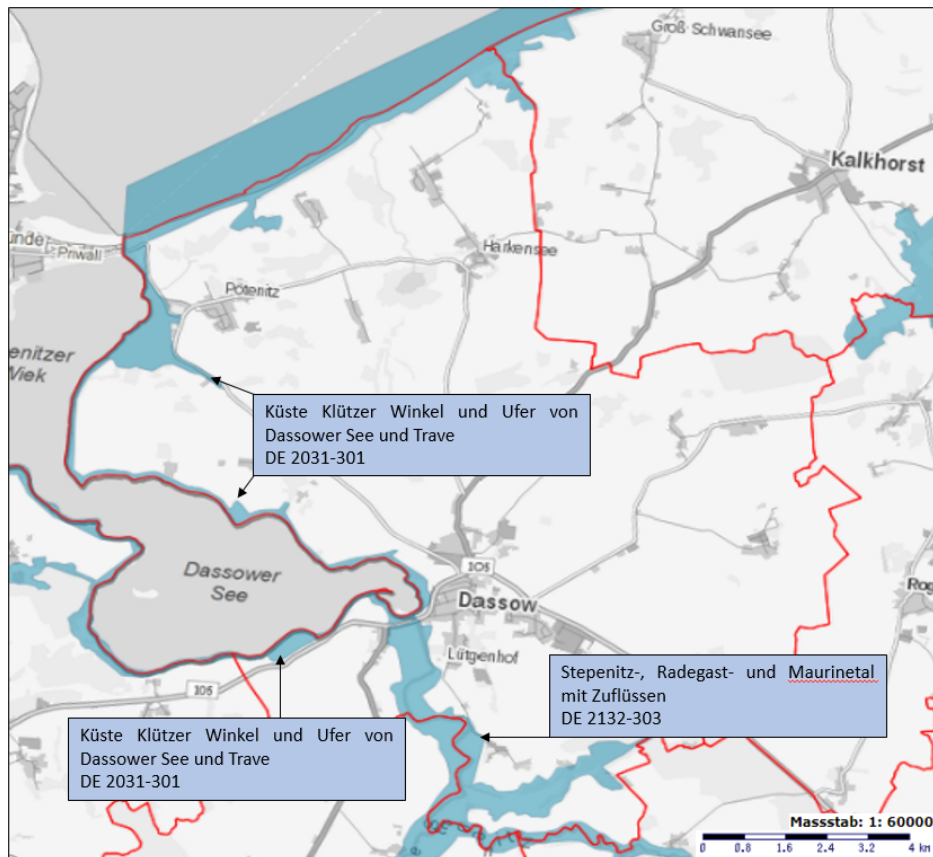 Groß Schwansee
Kalkhorst
unde
Priwall
Harkensee
Pötenitz
enitzer
Wiek
Küste Klützer Winkel und Ufer von
Dassower See und Trave
DE 2031-301
105
Dassower
See
Dassow
Rog
Lütgenhof
Stepenitz-, Radegast- und Maurinetal
mit Zuflüssen
DE 2132-303
105
Küste Klützer Winkel und Ufer von
Dassower See und Trave
DE 2031-301
Massstab: 1: 60000
0 0.8 1.6 2.4 3.2 4 km